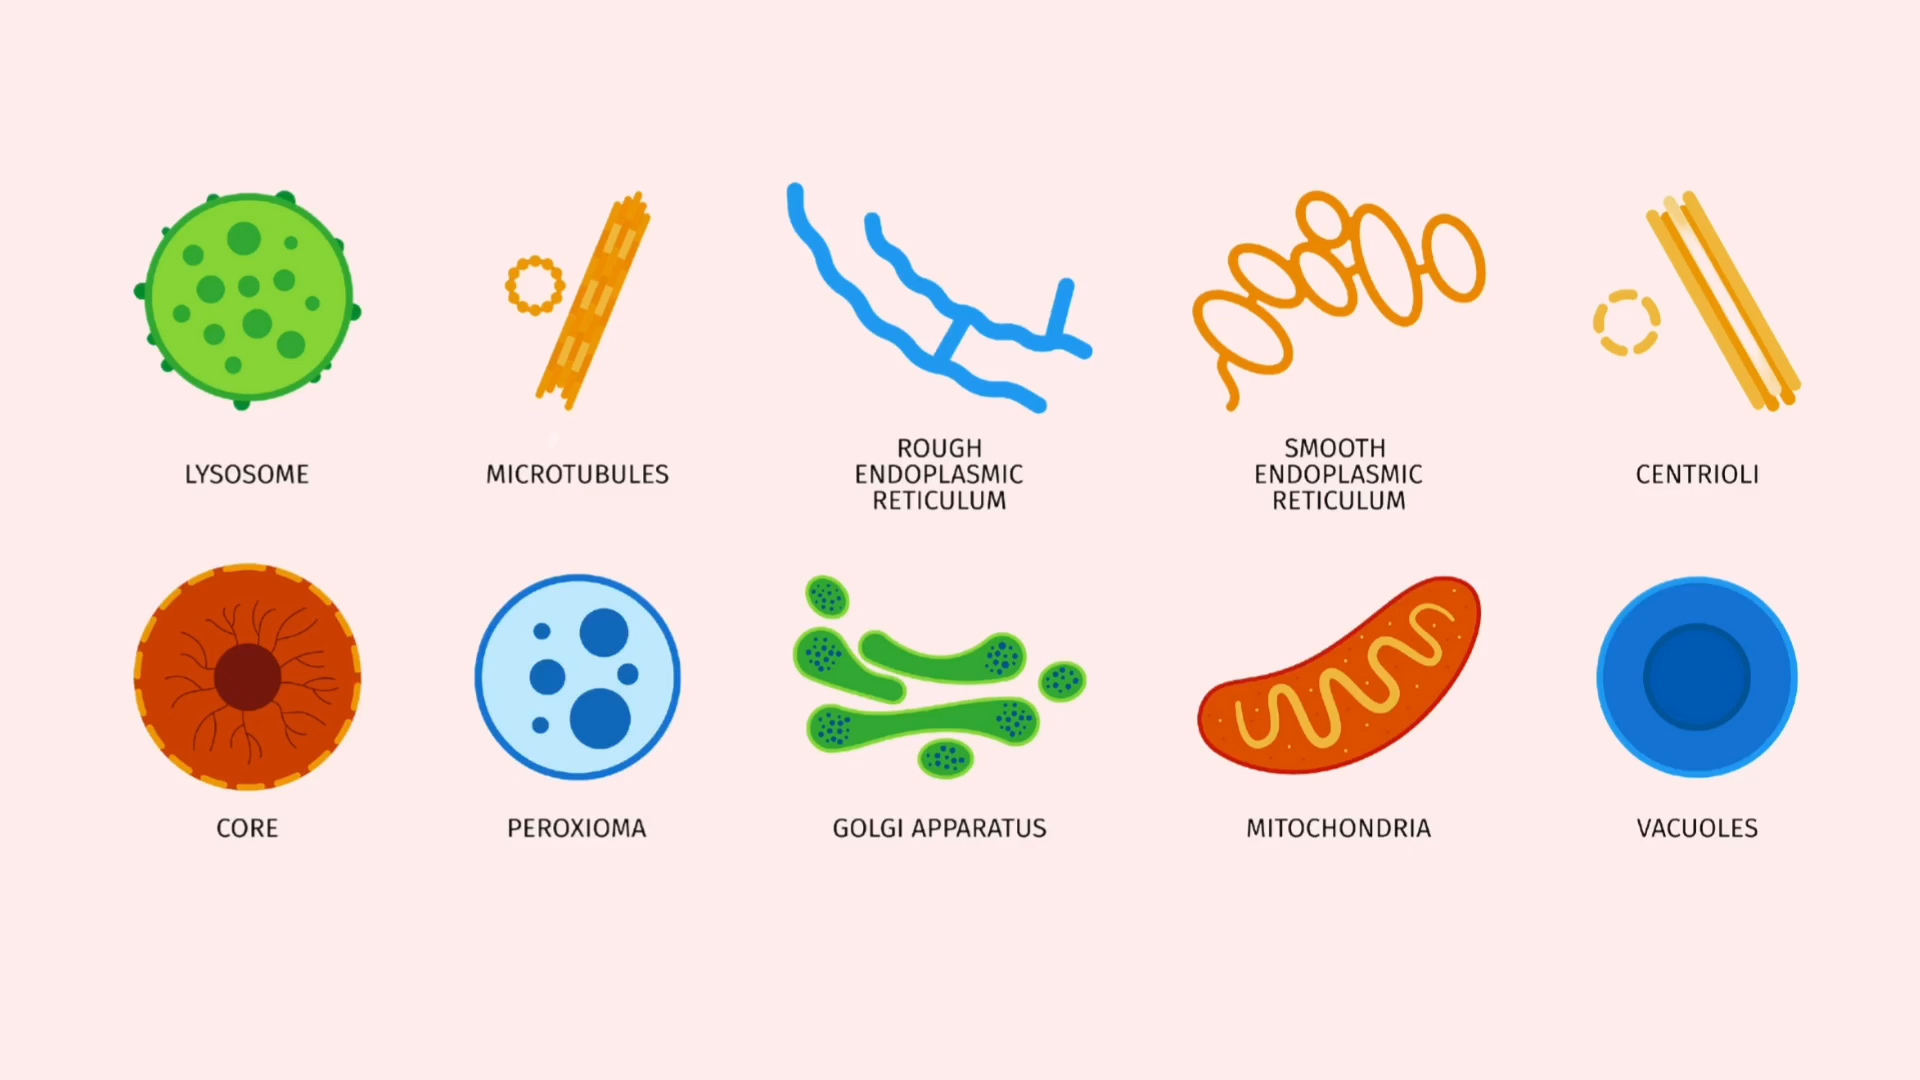 LYSOSOME
MICROTUBULES
ROUGH
ENDOPLASMIC
RETICULUM
SMOOTH
ENDOPLASMIC
RETICULUM
CENTRIOLI
CORE
PEROXIOMA
GOLGI APPARATUS
MITOCHONDRIA
VACUOLES